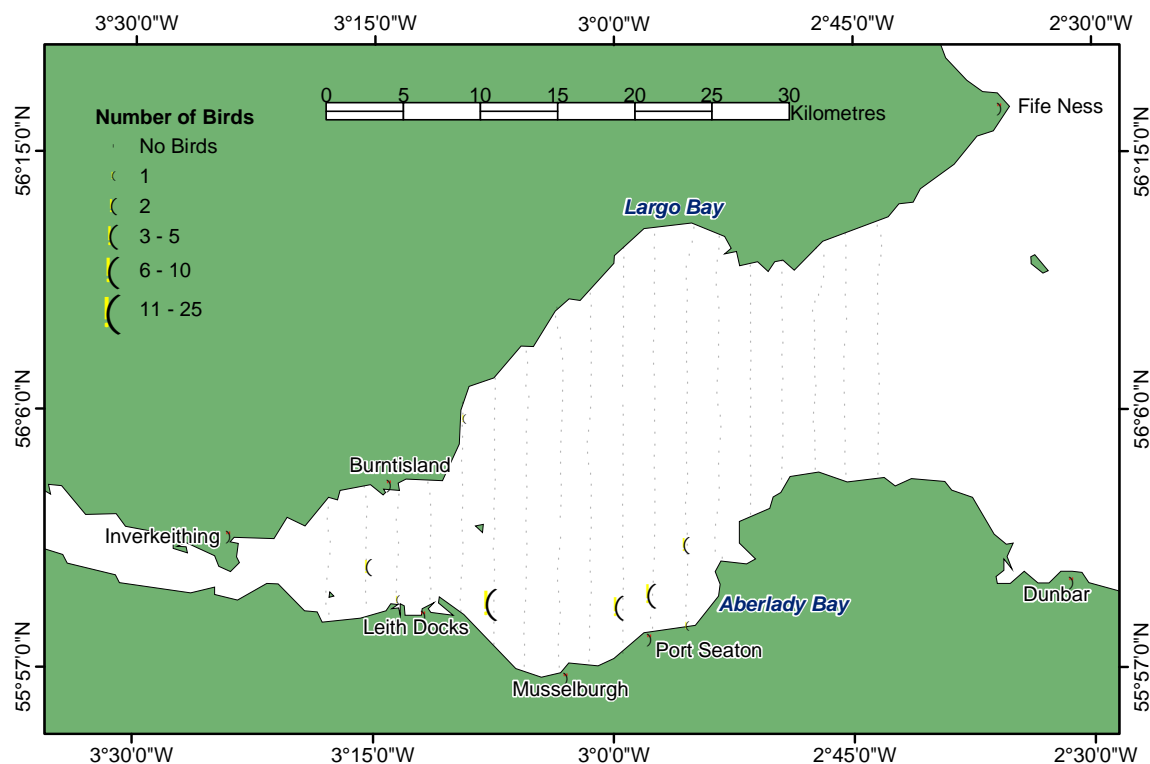 3°30'0"W 3°15'0"W 3°00'0"W 2°45'0"W 2°30'0"W
0 5 10 15 20 25 30
Kilometres
Number of Birds
No Birds
1
2
3 - 5
6 - 10
11 - 25
Fife Ness
56°15'0"N 56°15'0"N
Largo Bay
56°6'0"N 56°6'0"N
Burntisland
Inverkeithing
Dunbar
Aberlady Bay
Leith Docks
Port Seaton
55°57'0"N 55°57'0"N
Musselburgh
3°30'0"W 3°15'0"W 3°00'0"W 2°45'0"W 2°30'0"W